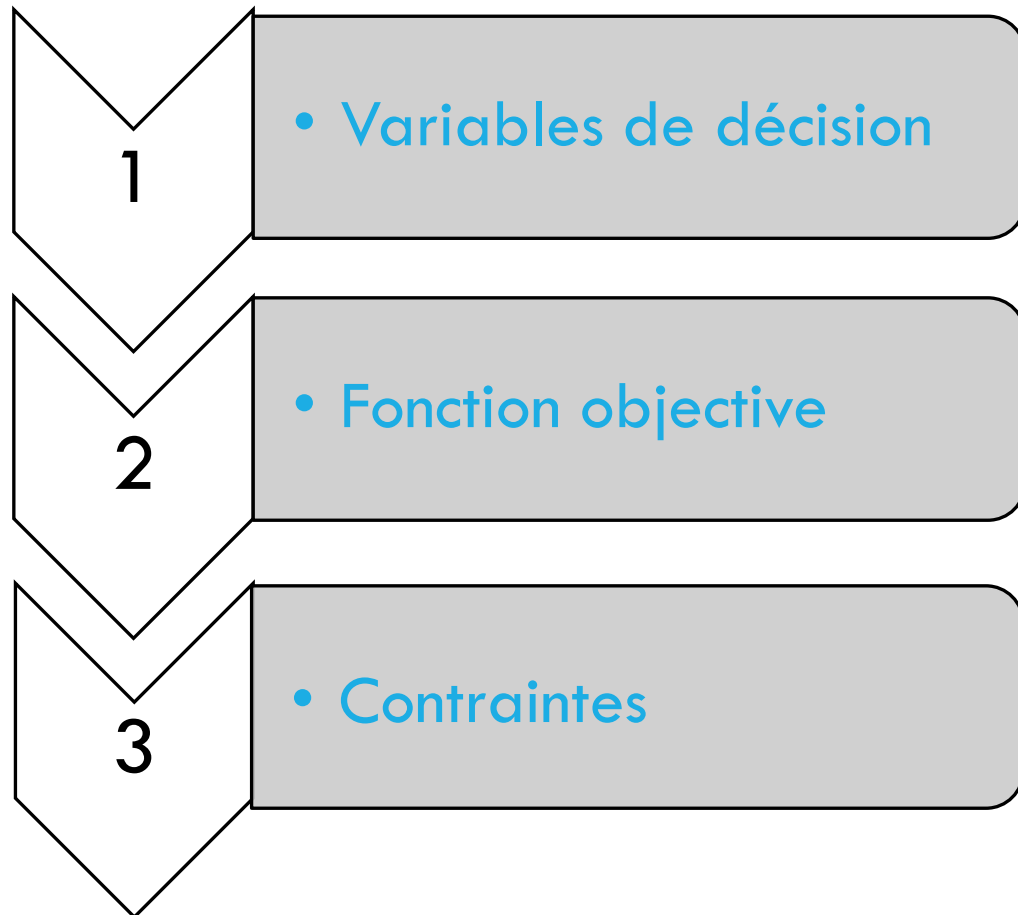 1
• Variables de décision
2
• Fonction objective
3
• Contraintes